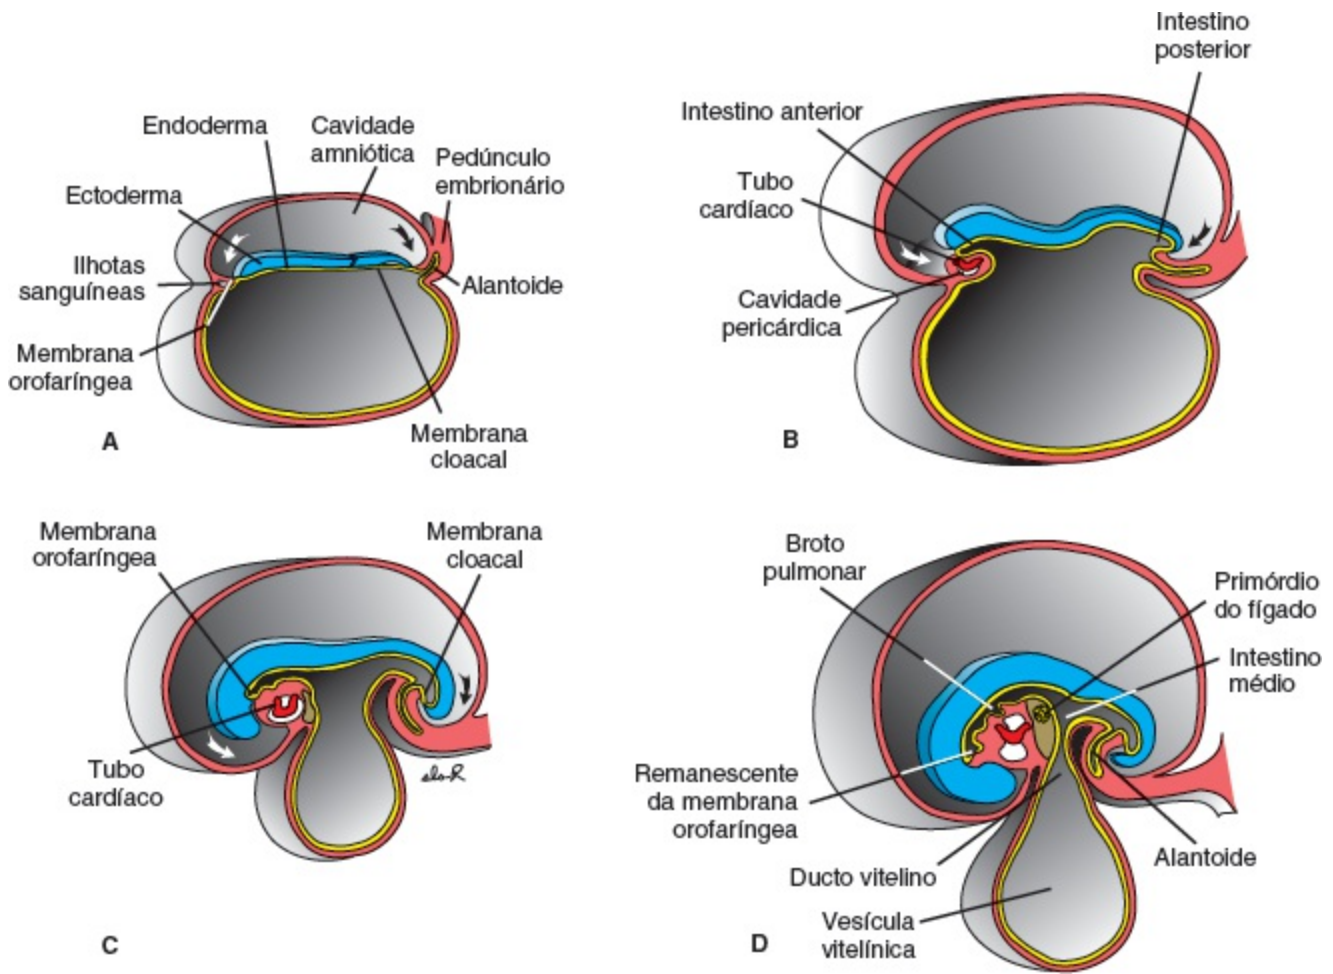 Endoderma
Cavidade
amniótica
Pedúnculo
embrionário
Ectoderma
Ilhotas
sanguíneas
Alantoide
Membrana
orofaríngea
Membrana
cloacal
A
Intestino
posterior
Intestino anterior
Tubo
cardíaco
Cavidade
pericárdica
B
Membrana
orofaríngea
Membrana
cloacal
Tubo
cardíaco
C
Broto
pulmonar
Primórdio
do fígado
Intestino
médio
Remanescente
da membrana
orofaríngea
Alantoide
Ducto vitelino
Vesícula
vitelínica
D